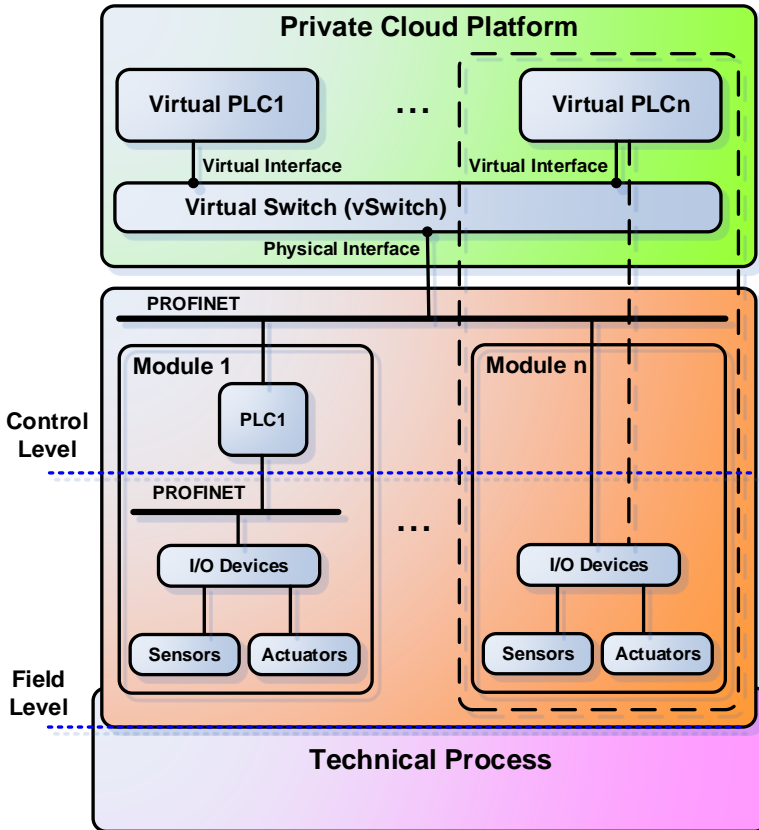 Private Cloud Platform
Virtual PLC1
...
Virtual PLCn
Virtual Interface
Virtual Interface
Virtual Switch (vSwitch)
Physical Interface
PROFINET
Module 1
Module n
PLC1
Control
Level
PROFINET
...
I/O Devices
I/O Devices
Sensors
Actuators
Sensors
Actuators
Field
Level
Technical Process